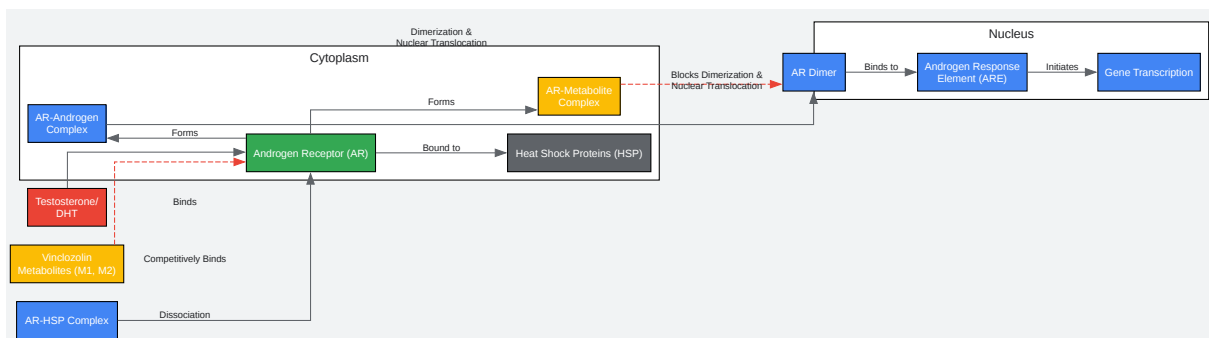 Dimerization &
Nuclear Translocation
Nucleus
Cytoplasm
AR Dimer
Binds to
Androgen Response
Element (ARE)
Initiates
Gene Transcription
Blocks Dimerization &
Nuclear Translocation
AR-Metabolite
Complex
Forms
AR-Androgen
Complex
Forms
Androgen Receptor (AR)
Bound to
Heat Shock Proteins (HSP)
Testosterone/
DHT
Binds
Vinclozolin
Metabolites (M1, M2)
Competitively Binds
AR-HSP Complex
Dissociation